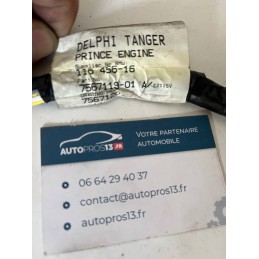 DELPHI TANGER
PRINCE ENGINE
116 456-16
7567119-01 A
VOTRE PARTENAIRE
AUTOMOBILE
AUTOPROS13.FR
06 64 29 40 37
contact@autopros13.fr
autopros13.fr